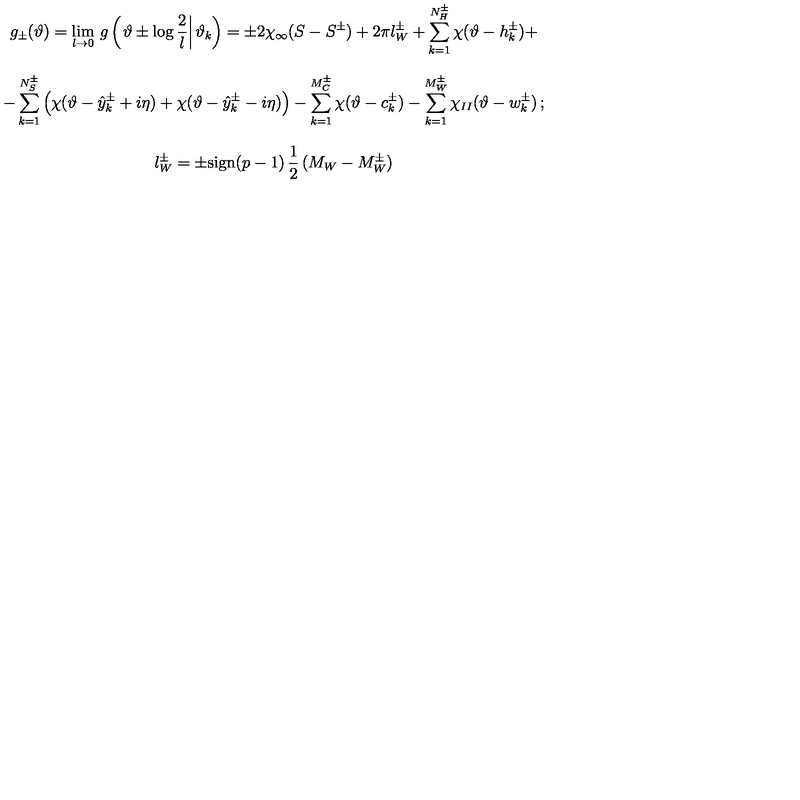 g_{\pm}(\vartheta) = \lim_{l \to 0} g\left(\vartheta \pm \log \frac{2}{l} \middle| \vartheta_k\right) = \pm 2\chi_{\infty}(S - S^{\pm}) + 2\pi l_W^{\pm} + \sum_{k=1}^{N_H^{\pm}} \chi(\vartheta - h_k^{\pm}) +
- \sum_{k=1}^{N_S^{\pm}} \left( \chi(\vartheta - \hat{y}_k^{\pm} + i\eta) + \chi(\vartheta - \hat{y}_k^{\pm} - i\eta) \right) - \sum_{k=1}^{M_C^{\pm}} \chi(\vartheta - c_k^{\pm}) - \sum_{k=1}^{M_W^{\pm}} \chi_{II}(\vartheta - w_k^{\pm}) \, ;
l_W^{\pm} = \pm \mathrm{sign}(p - 1) \, \frac{1}{2} \, (M_W - M_W^{\pm})